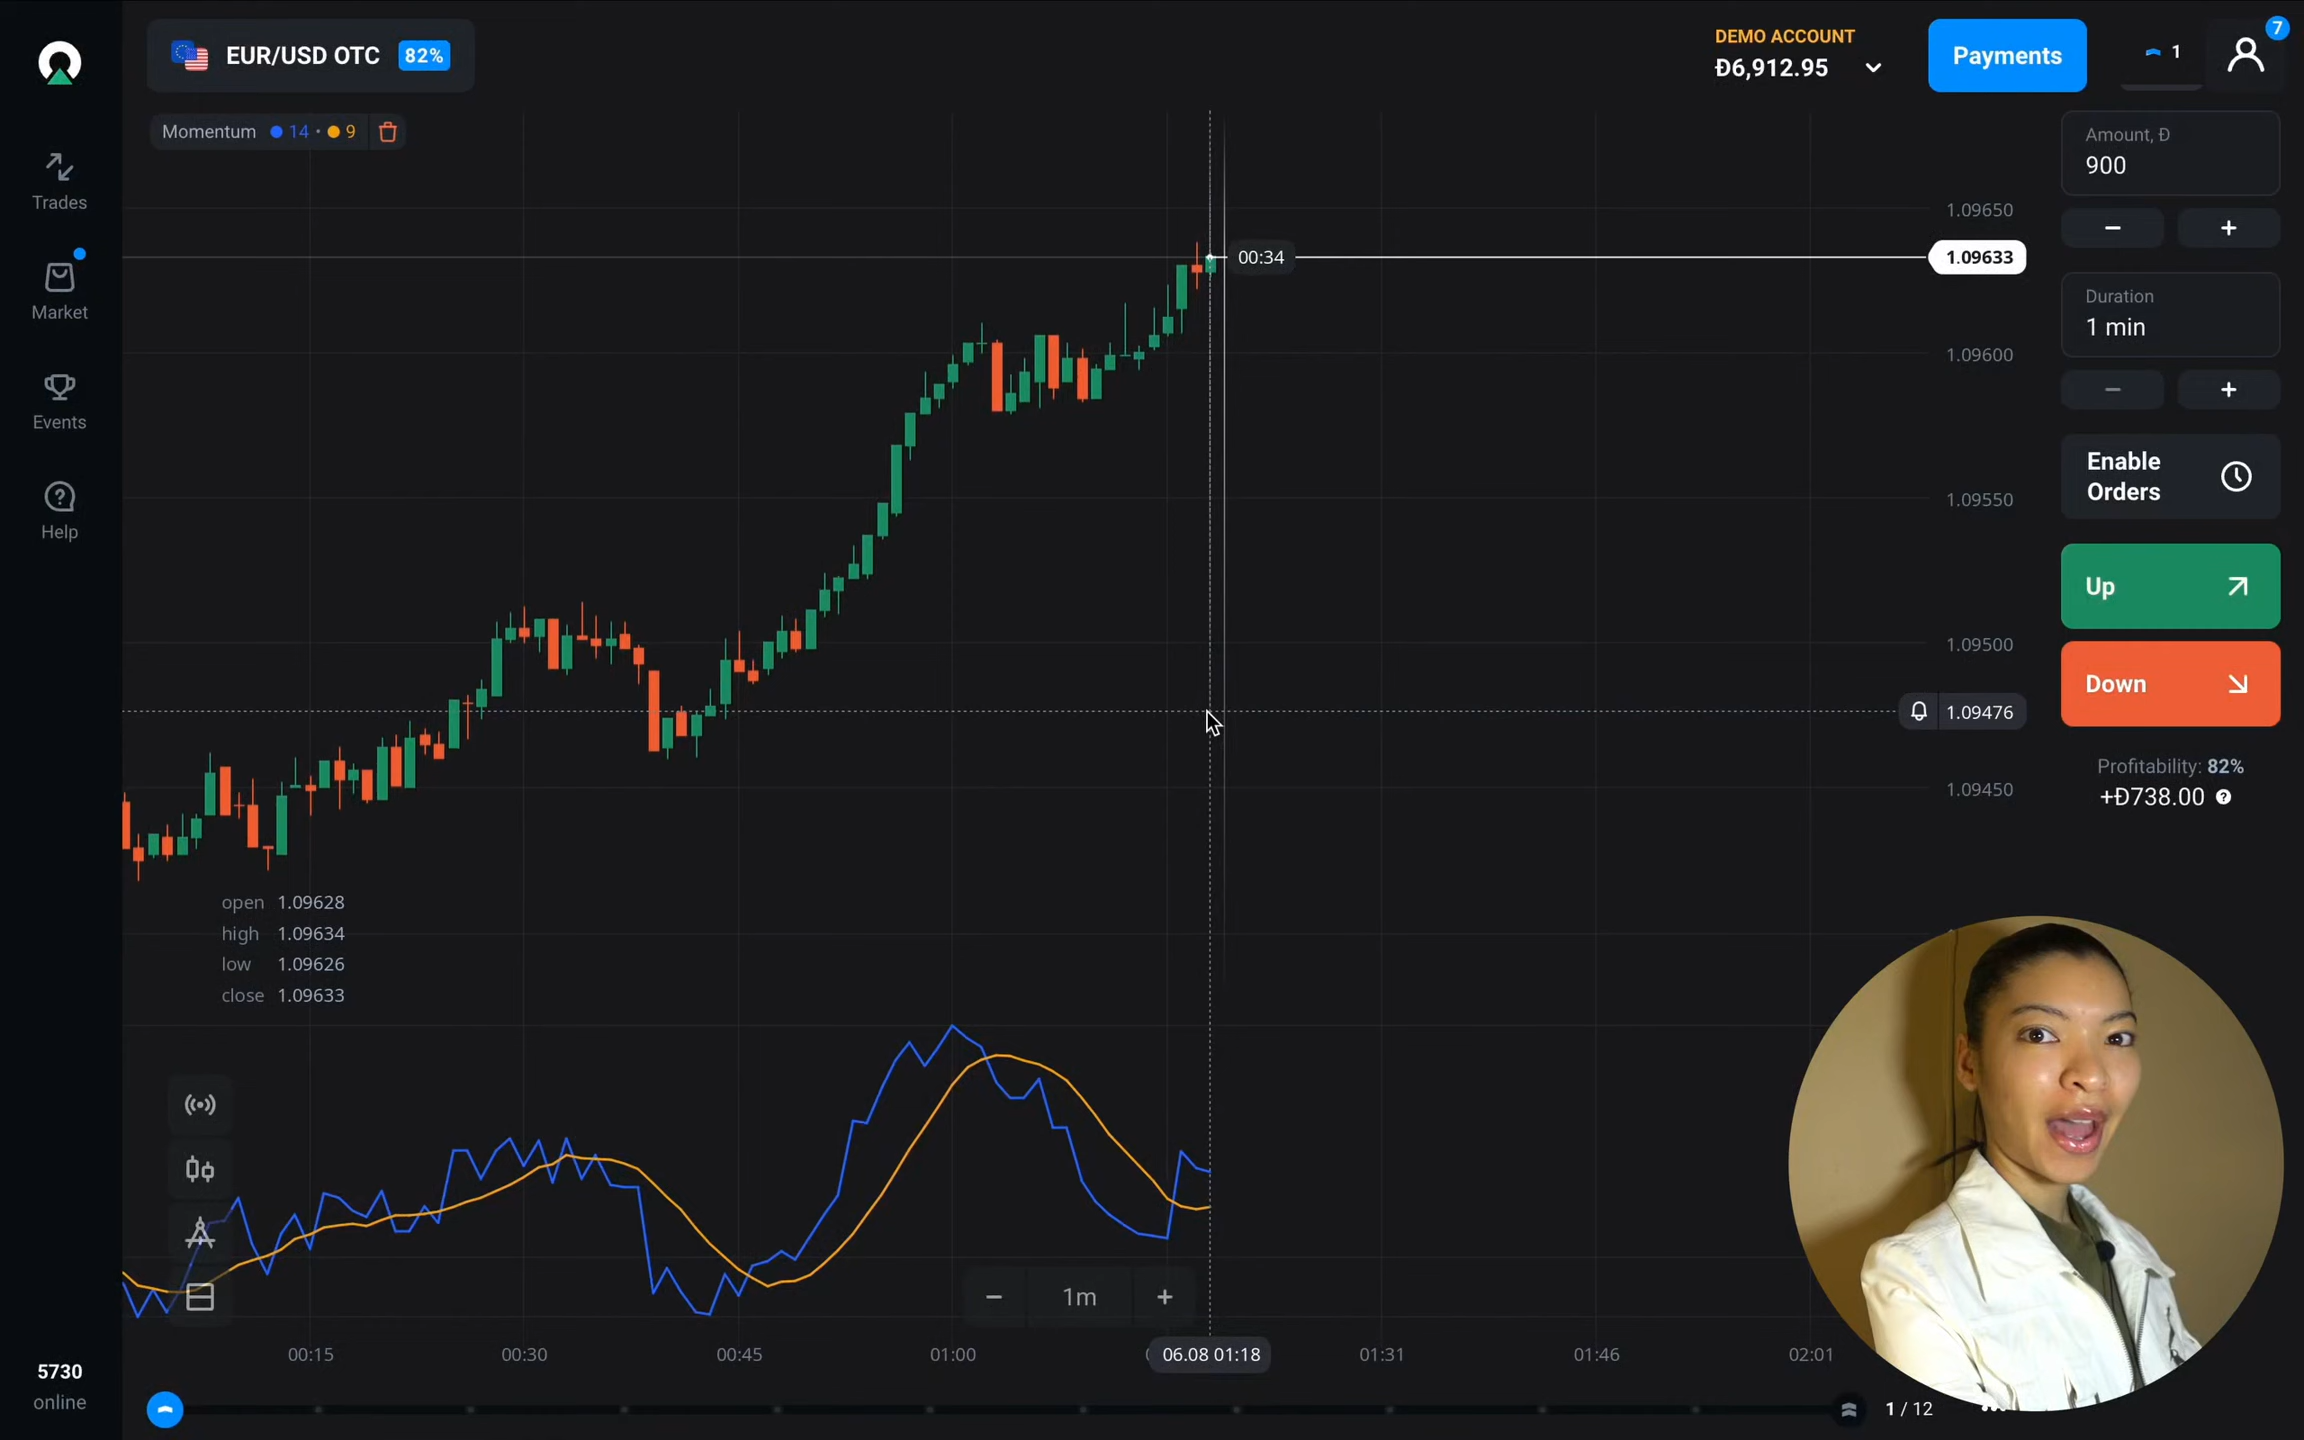 EUR/USD OTC 82%
DEMO ACCOUNT
Đ6,912.95
Payments
1
7
Momentum 14 • 9
Trades
Market
Events
Help
5730
online
1.09650
1.09633
1.09600
1.09550
1.09500
1.09476
1.09450
00:34
Amount, Đ
900
− +
Duration
1 min
− +
Enable
Orders
Up
Down
Profitability: 82%
+Đ738.00 ?
open 1.09628
high 1.09634
low 1.09626
close 1.09633
− 1m +
00:15 00:30 00:45 01:00 06.08 01:18 01:31 01:46 02:01
1 / 12